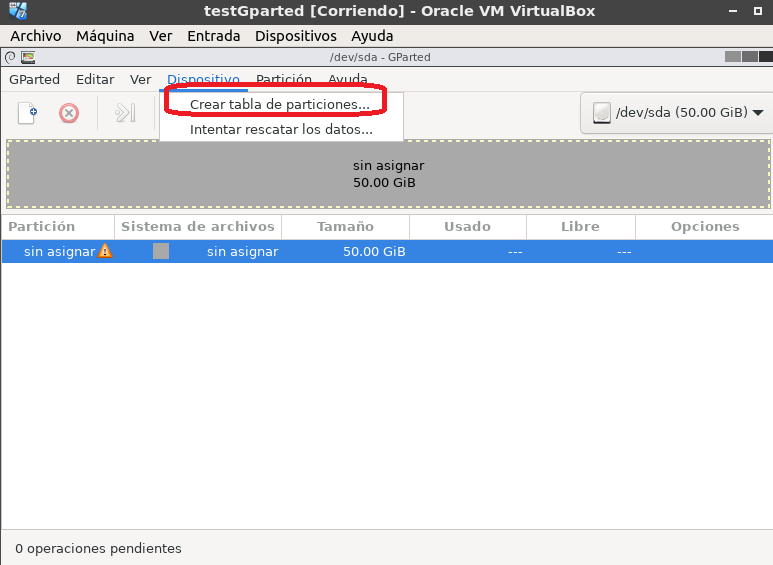 testGparted [Corriendo] - Oracle VM VirtualBox
Archivo Máquina Ver Entrada Dispositivos Ayuda
/dev/sda - GParted
GParted Editar Ver Dispositivo Partición Ayuda
Crear tabla de particiones...
Intentar rescatar los datos...
/dev/sda (50.00 GiB)
sin asignar
50.00 GiB
Partición Sistema de archivos Tamaño Usado Libre Opciones
sin asignar sin asignar 50.00 GiB --- ---
0 operaciones pendientes